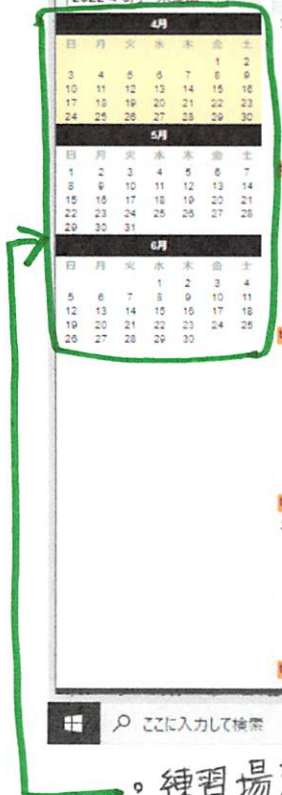 4月
日 月 火 水 木 金 土
1 2
3 4 5 6 7 8 9
10 11 12 13 14 15 16
17 18 19 20 21 22 23
24 25 26 27 28 29 30
5月
日 月 火 水 木 金 土
1 2 3 4 5 6 7
8 9 10 11 12 13 14
15 16 17 18 19 20 21
22 23 24 25 26 27 28
29 30 31
6月
日 月 火 水 木 金 土
1 2 3 4
5 6 7 8 9 10 11
12 13 14 15 16 17 18
19 20 21 22 23 24 25
26 27 28 29 30
ここに入力して検索
。練習場